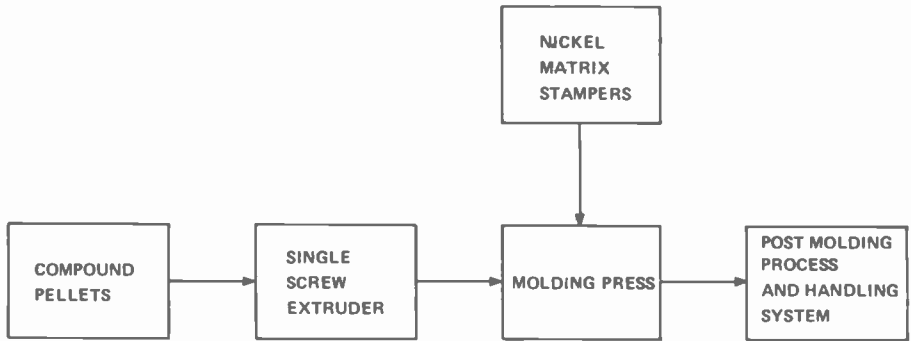 NICKEL
MATRIX
STAMPERS
COMPOUND
PELLETS
SINGLE
SCREW
EXTRUDER
MOLDING PRESS
POST MOLDING
PROCESS
AND HANDLING
SYSTEM